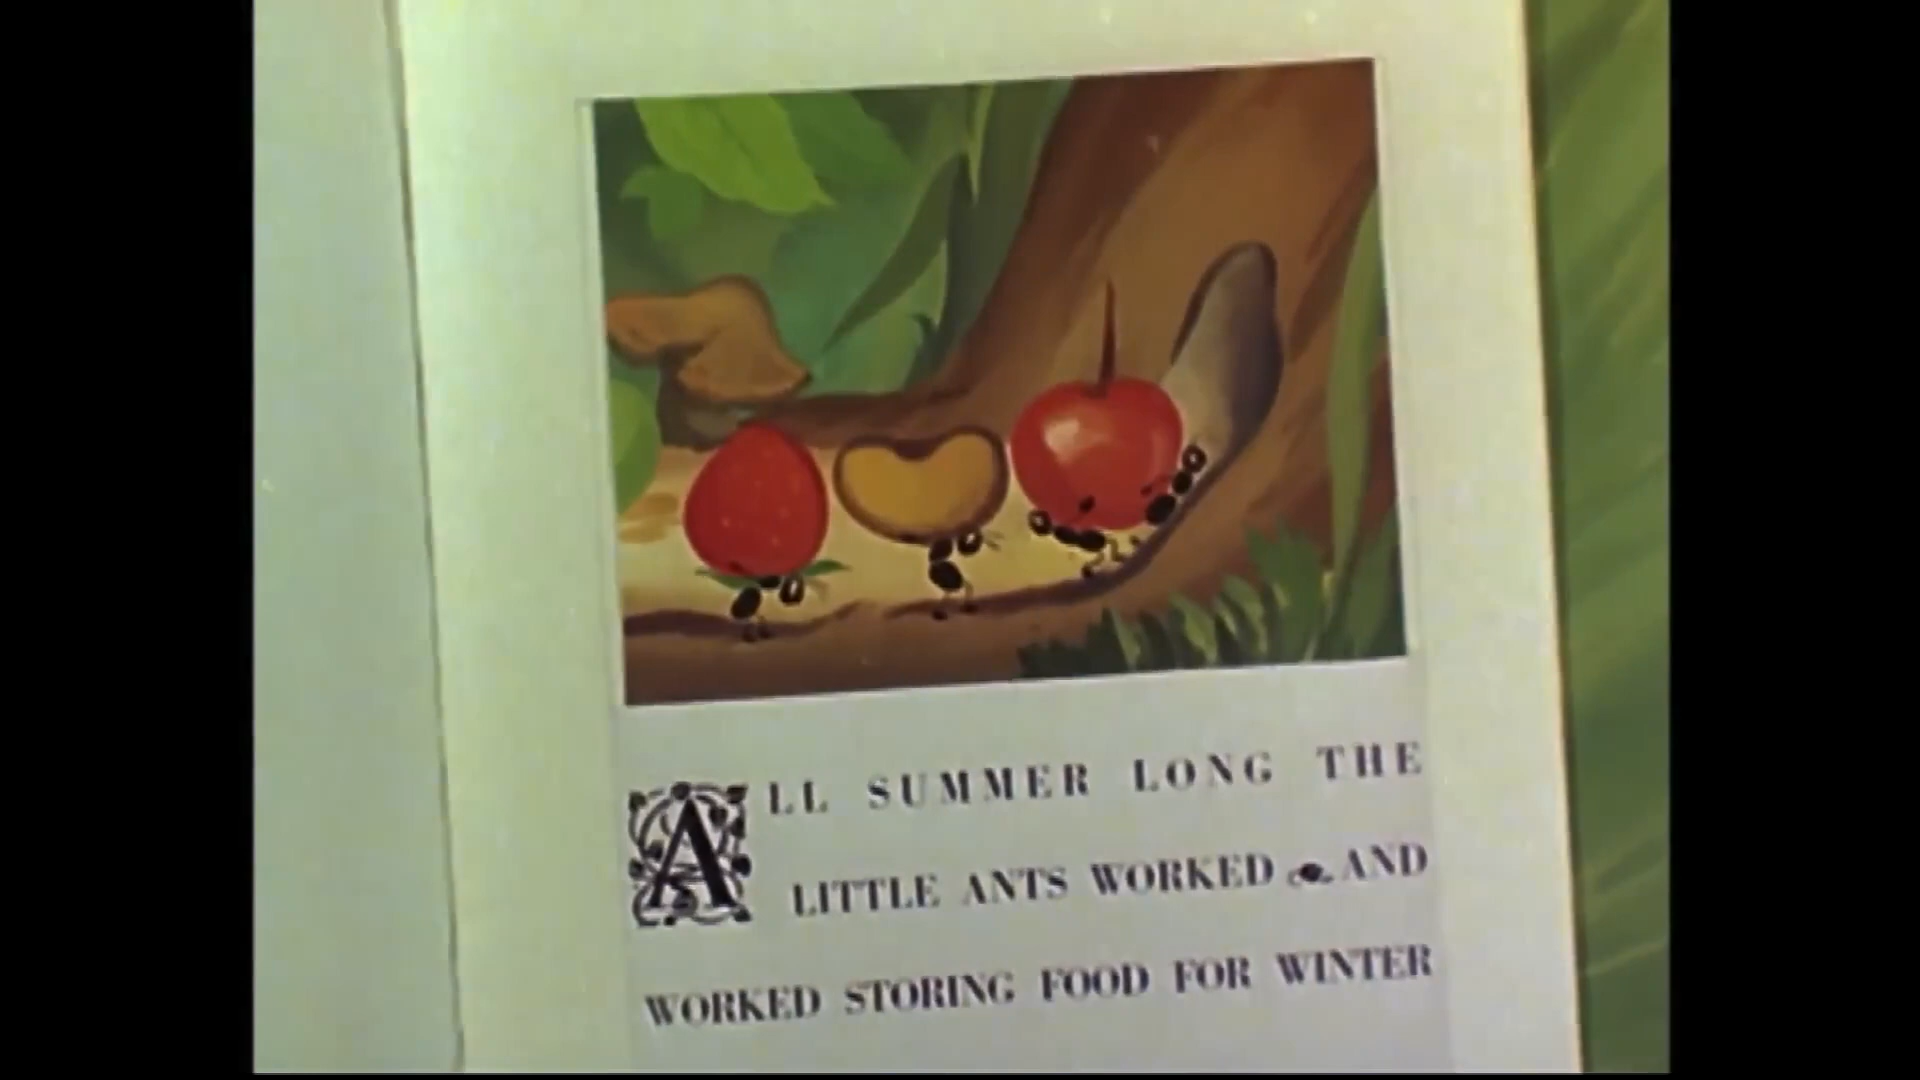 ALL SUMMER LONG THE
LITTLE ANTS WORKED AND
WORKED STORING FOOD FOR WINTER